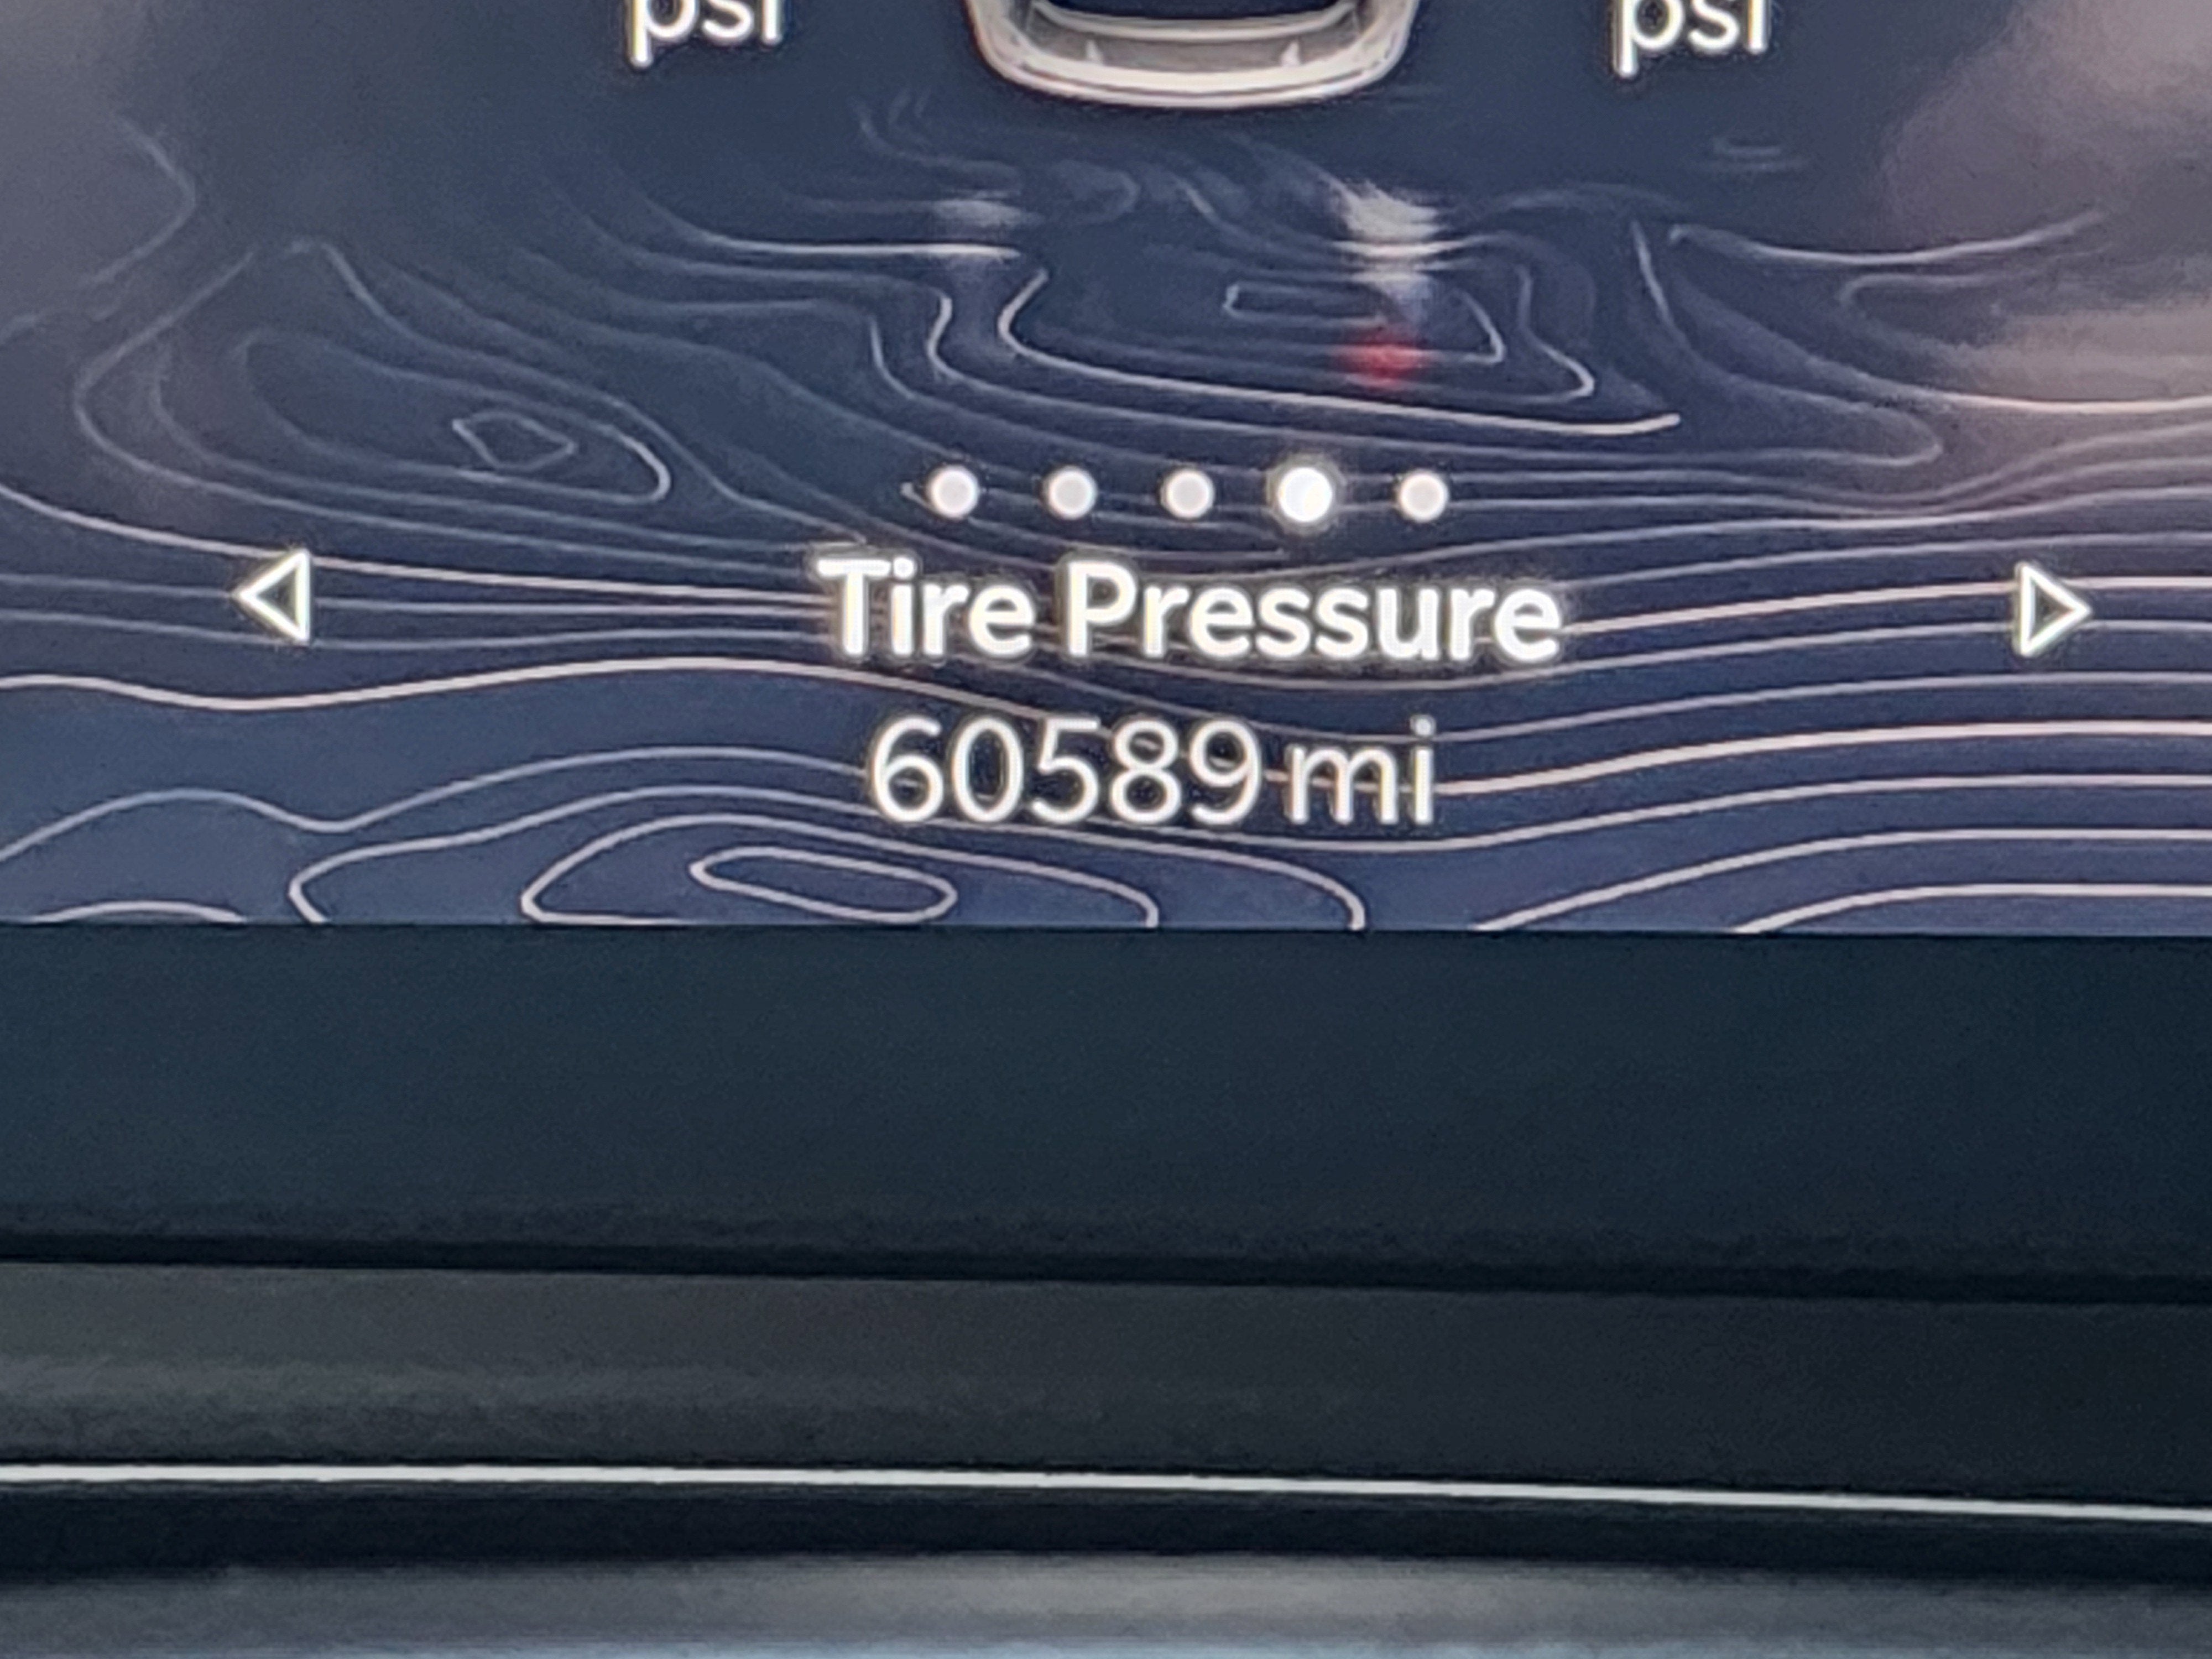 psi psi
Tire Pressure
60589 mi